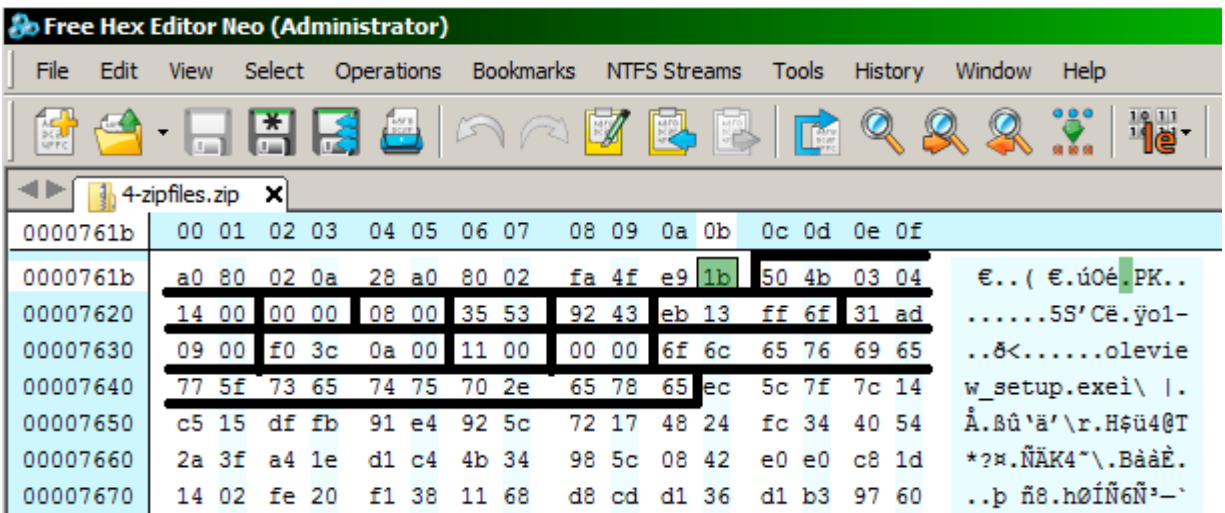 Free Hex Editor Neo (Administrator)
File Edit View Select Operations Bookmarks NTFS Streams Tools History Window Help
4-zipfiles.zip
0000761b 00 01 02 03 04 05 06 07 08 09 0a 0b 0c 0d 0e 0f
0000761b a0 80 02 0a 28 a0 80 02 fa 4f e9 1b 50 4b 03 04 €..( €.úOé.PK..
00007620 14 00 00 00 08 00 35 53 92 43 eb 13 ff 6f 31 ad ......5S’Cë.ÿo1-
00007630 09 00 f0 3c 0a 00 11 00 00 00 6f 6c 65 76 69 65 ..ð<......olevie
00007640 77 5f 73 65 74 75 70 2e 65 78 65 ec 5c 7f 7c 14 w_setup.exeì\ |.
00007650 c5 15 df fb 91 e4 92 5c 72 17 48 24 fc 34 40 54 Å.ßû‘ä’\r.H$ü4@T
00007660 2a 3f a4 1e d1 c4 4b 34 98 5c 08 42 e0 e0 c8 1d *?¤.ÑÄK4˜\.BààÈ.
00007670 14 02 fe 20 f1 38 11 68 d8 cd d1 36 d1 b3 97 60 ..þ ñ8.hØÍÑ6Ñ³—`